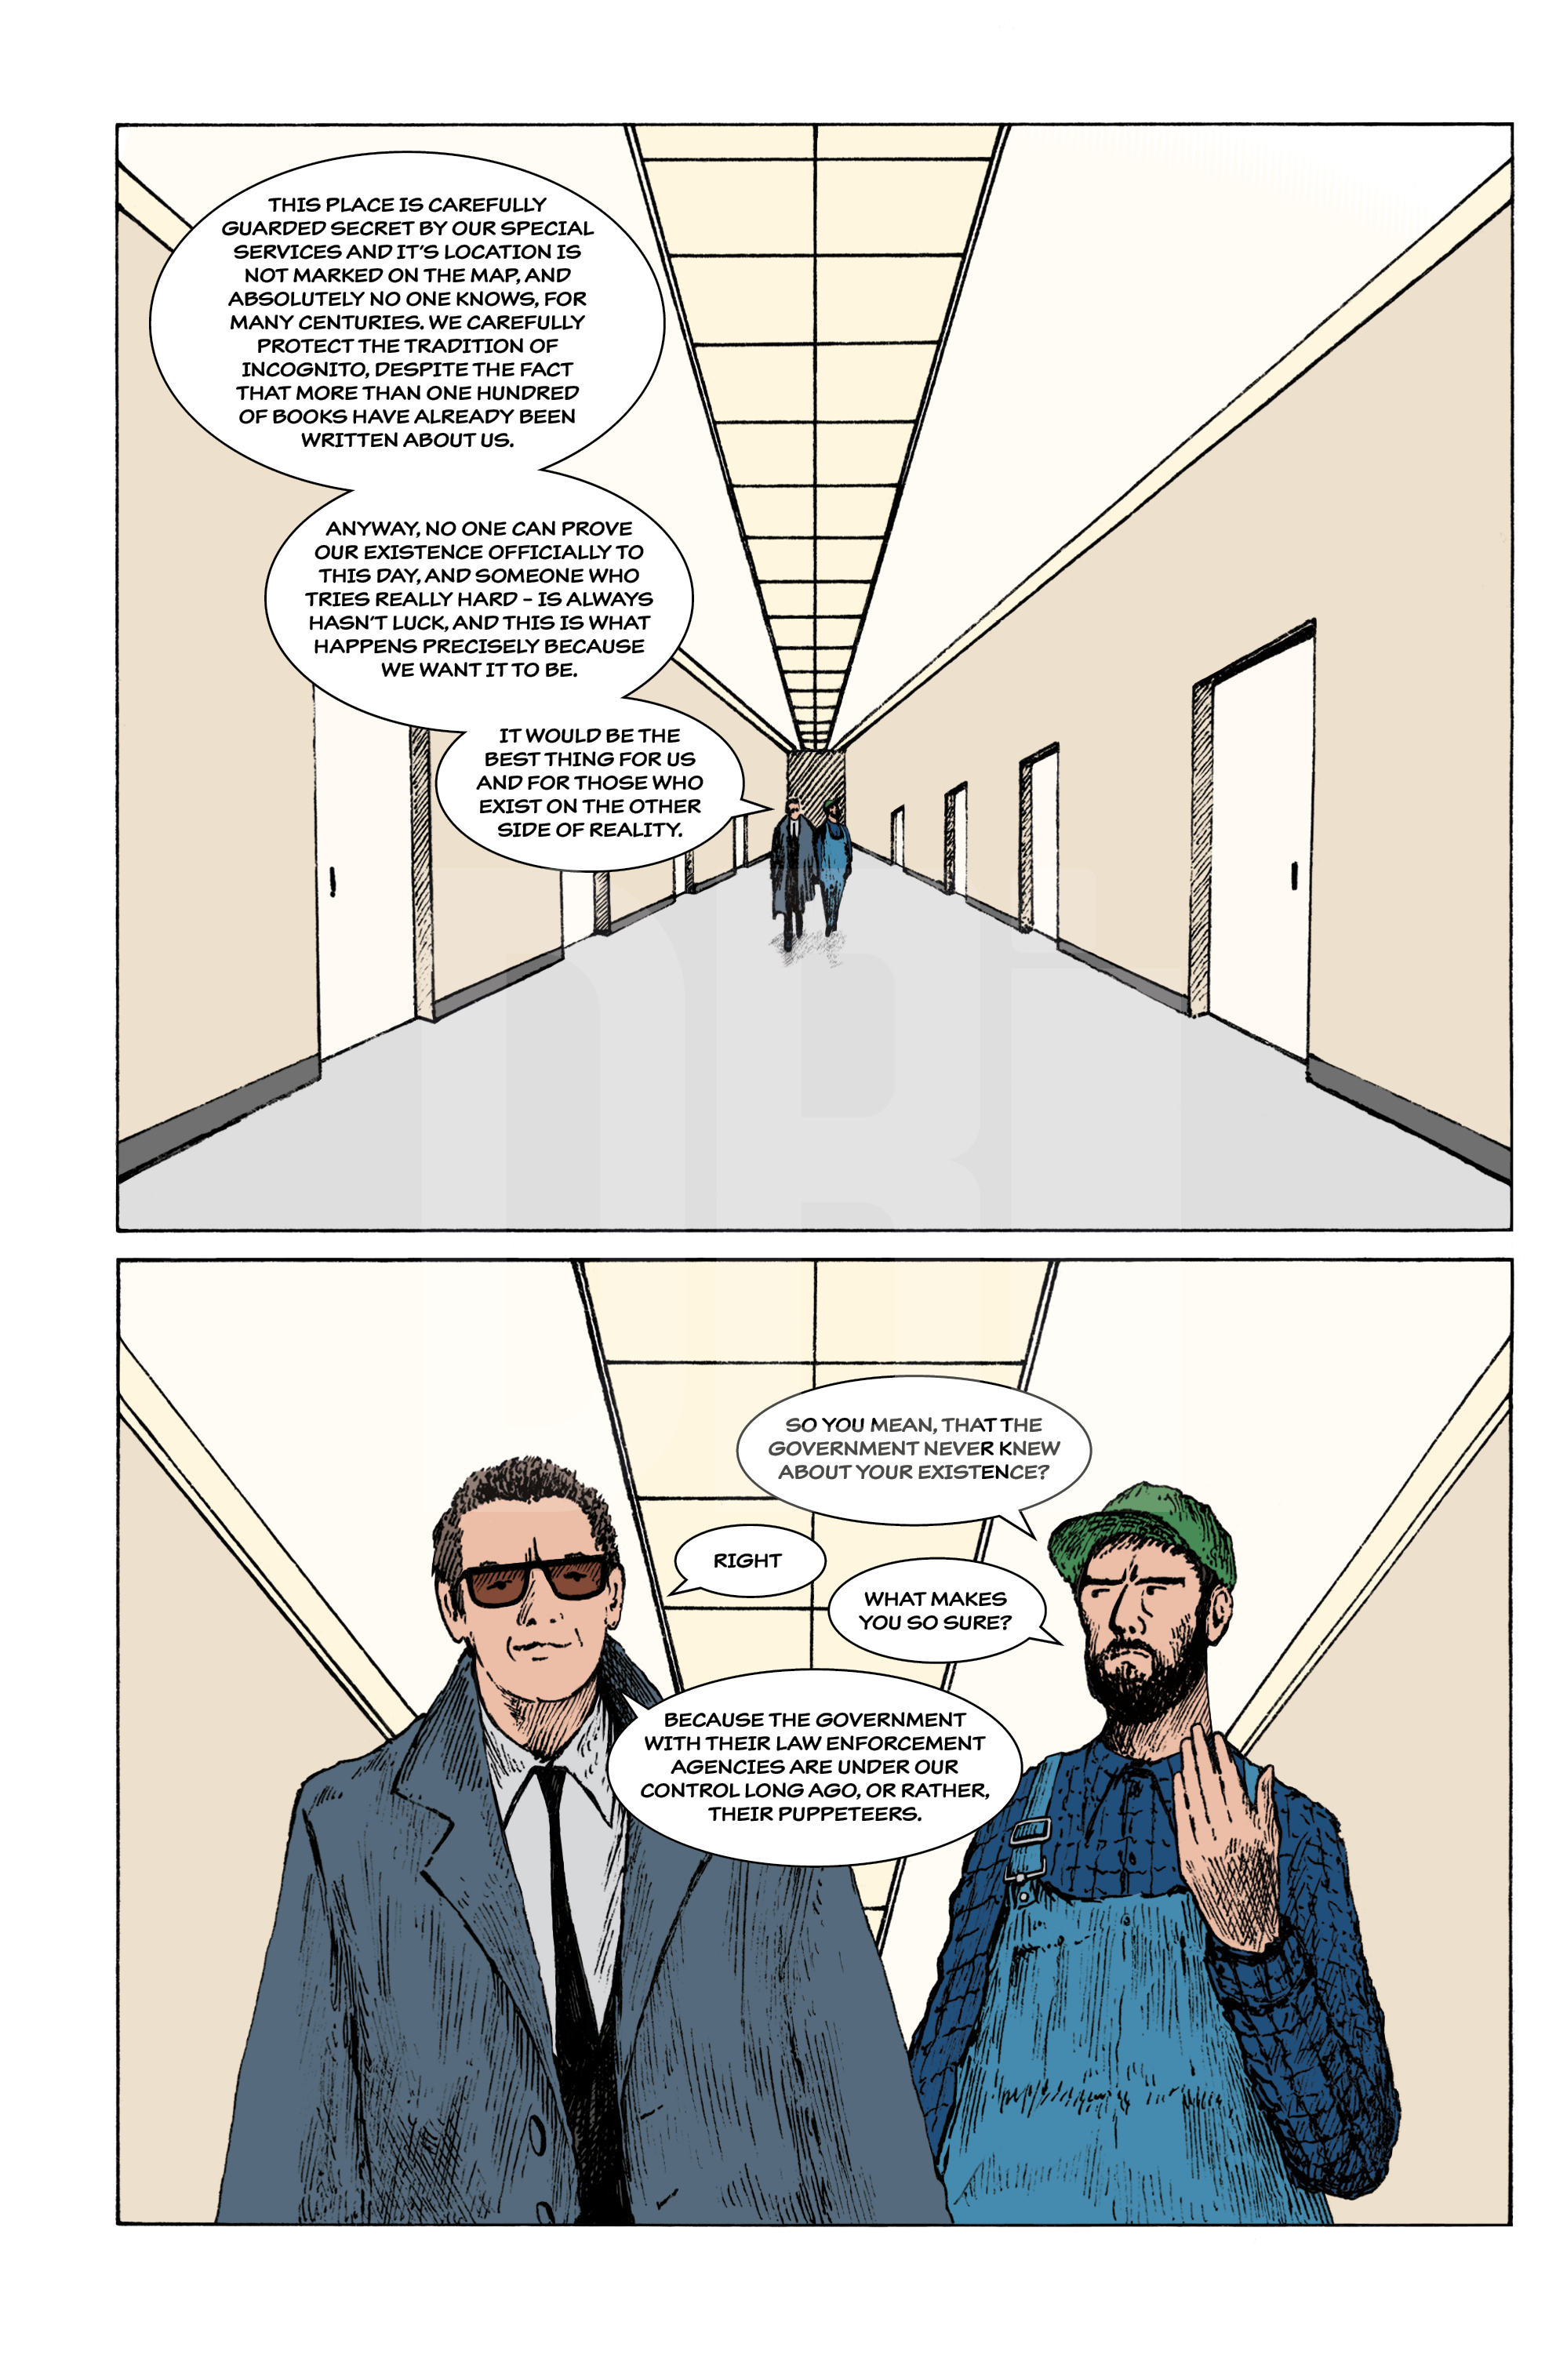 THIS PLACE IS CAREFULLY
GUARDED SECRET BY OUR SPECIAL
SERVICES AND IT'S LOCATION IS
NOT MARKED ON THE MAP, AND
ABSOLUTELY NO ONE KNOWS, FOR
MANY CENTURIES. WE CAREFULLY
PROTECT THE TRADITION OF
INCOGNITO, DESPITE THE FACT
THAT MORE THAN ONE HUNDRED
OF BOOKS HAVE ALREADY BEEN
WRITTEN ABOUT US.
ANYWAY, NO ONE CAN PROVE
OUR EXISTENCE OFFICIALLY TO
THIS DAY, AND SOMEONE WHO
TRIES REALLY HARD - IS ALWAYS
HASN'T LUCK, AND THIS IS WHAT
HAPPENS PRECISELY BECAUSE
WE WANT IT TO BE.
IT WOULD BE THE
BEST THING FOR US
AND FOR THOSE WHO
EXIST ON THE OTHER
SIDE OF REALITY.
SO YOU MEAN, THAT THE
GOVERNMENT NEVER KNEW
ABOUT YOUR EXISTENCE?
RIGHT
WHAT MAKES
YOU SO SURE?
BECAUSE THE GOVERNMENT
WITH THEIR LAW ENFORCEMENT
AGENCIES ARE UNDER OUR
CONTROL LONG AGO, OR RATHER,
THEIR PUPPETEERS.